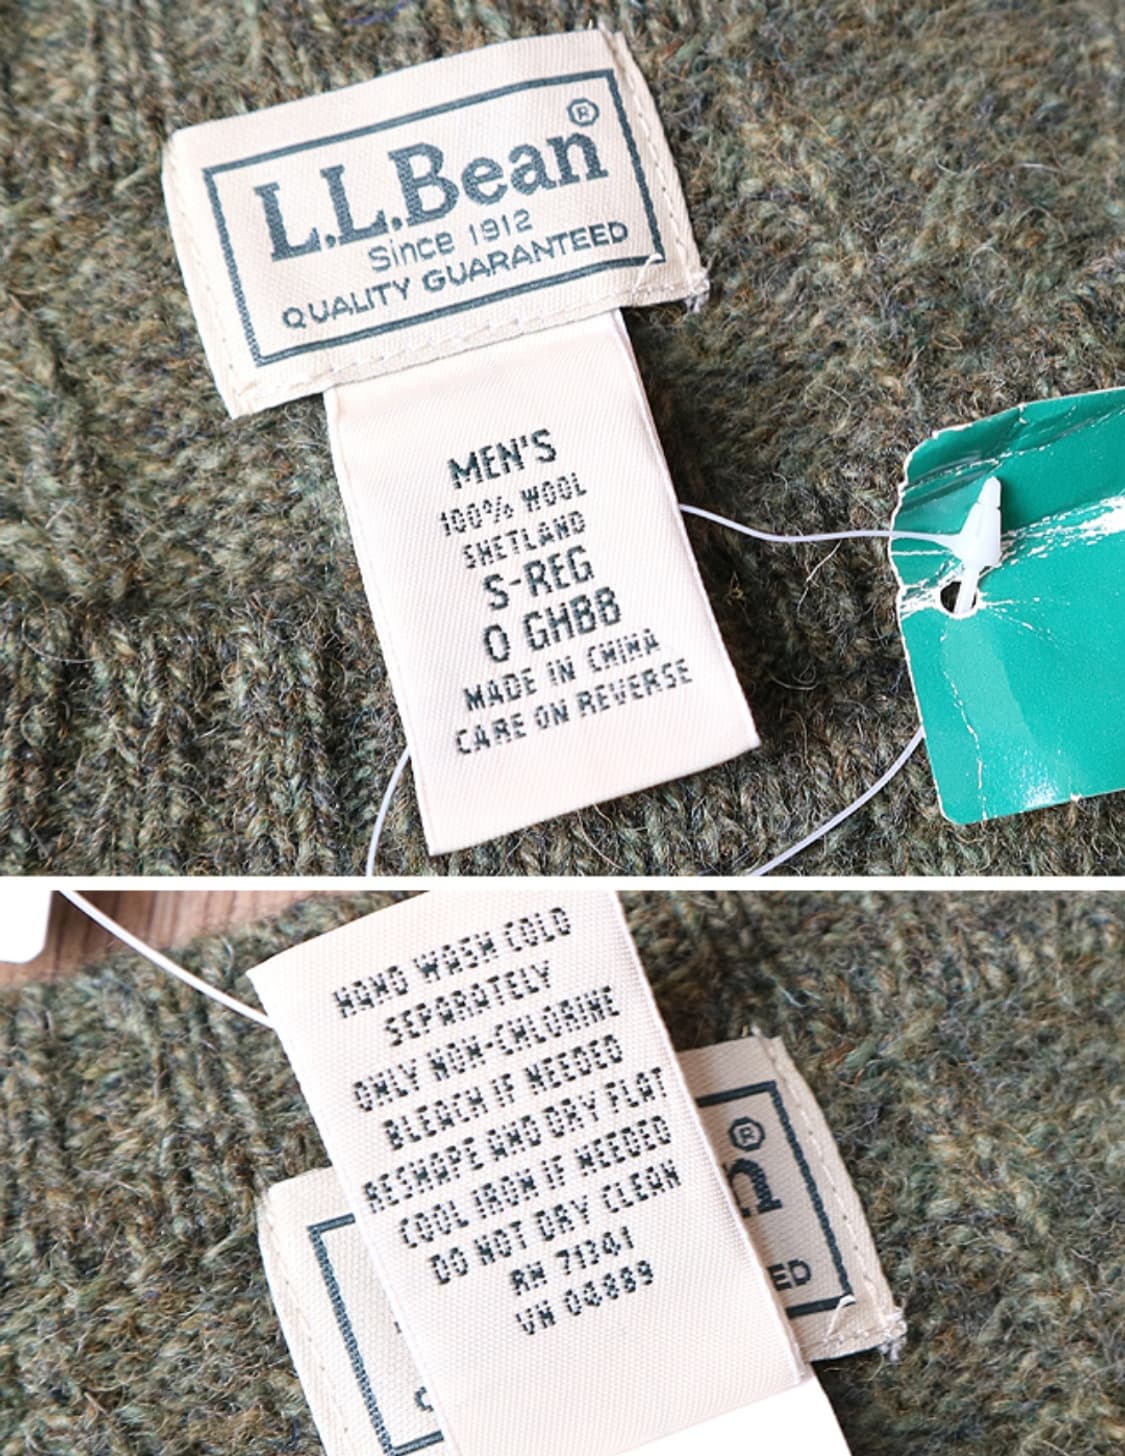 L.L.Bean®
Since 1912
QUALITY GUARANTEED
MEN'S
100% WOOL
SHETLAND
S-REG
0 GHBB
MADE IN CHINA
CARE ON REVERSE
HAND WASH COLD
SEPARATELY
ONLY NON-CHLORINE
BLEACH IF NEEDED
RESHAPE AND DRY FLAT
COOL IRON IF NEEDED
DO NOT DRY CLEAN
RN 71341
VN
n®
ED